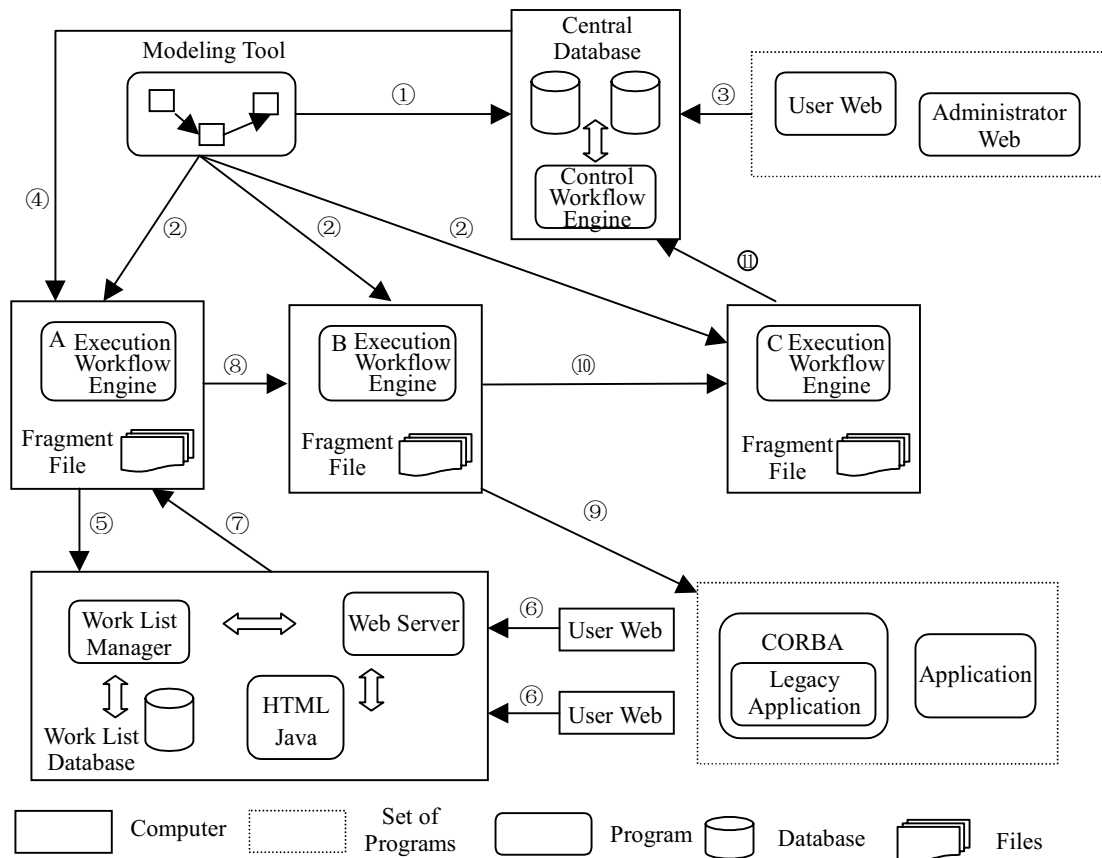 Central
Database
Modeling Tool
①
③
User Web
Administrator
Web
Control
Workflow
Engine
④
②
②
②
⑪
A Execution
Workflow
Engine
⑧
B Execution
Workflow
Engine
⑩
C Execution
Workflow
Engine
Fragment
File
Fragment
File
Fragment
File
⑤
⑦
⑨
Work List
Manager
Web Server
⑥
User Web
CORBA
Legacy
Application
Application
HTML
Java
⑥
User Web
Work List
Database
Computer
Set of
Programs
Program
Database
Files